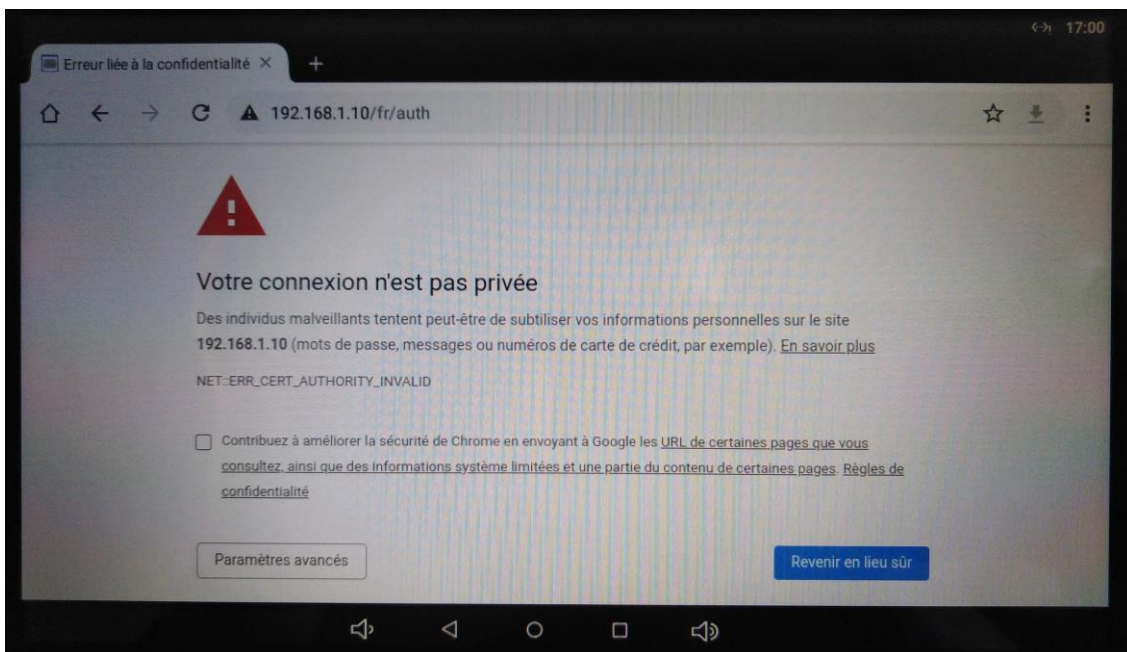 17:00
Erreur liée à la confidentialité
192.168.1.10/fr/auth
Votre connexion n'est pas privée
Des individus malveillants tentent peut-être de subtiliser vos informations personnelles sur le site
192.168.1.10 (mots de passe, messages ou numéros de carte de crédit, par exemple). En savoir plus
NET::ERR_CERT_AUTHORITY_INVALID
Contribuez à améliorer la sécurité de Chrome en envoyant à Google les URL de certaines pages que vous
consultez, ainsi que des informations système limitées et une partie du contenu de certaines pages. Règles de
confidentialité
Paramètres avancés
Revenir en lieu sûr